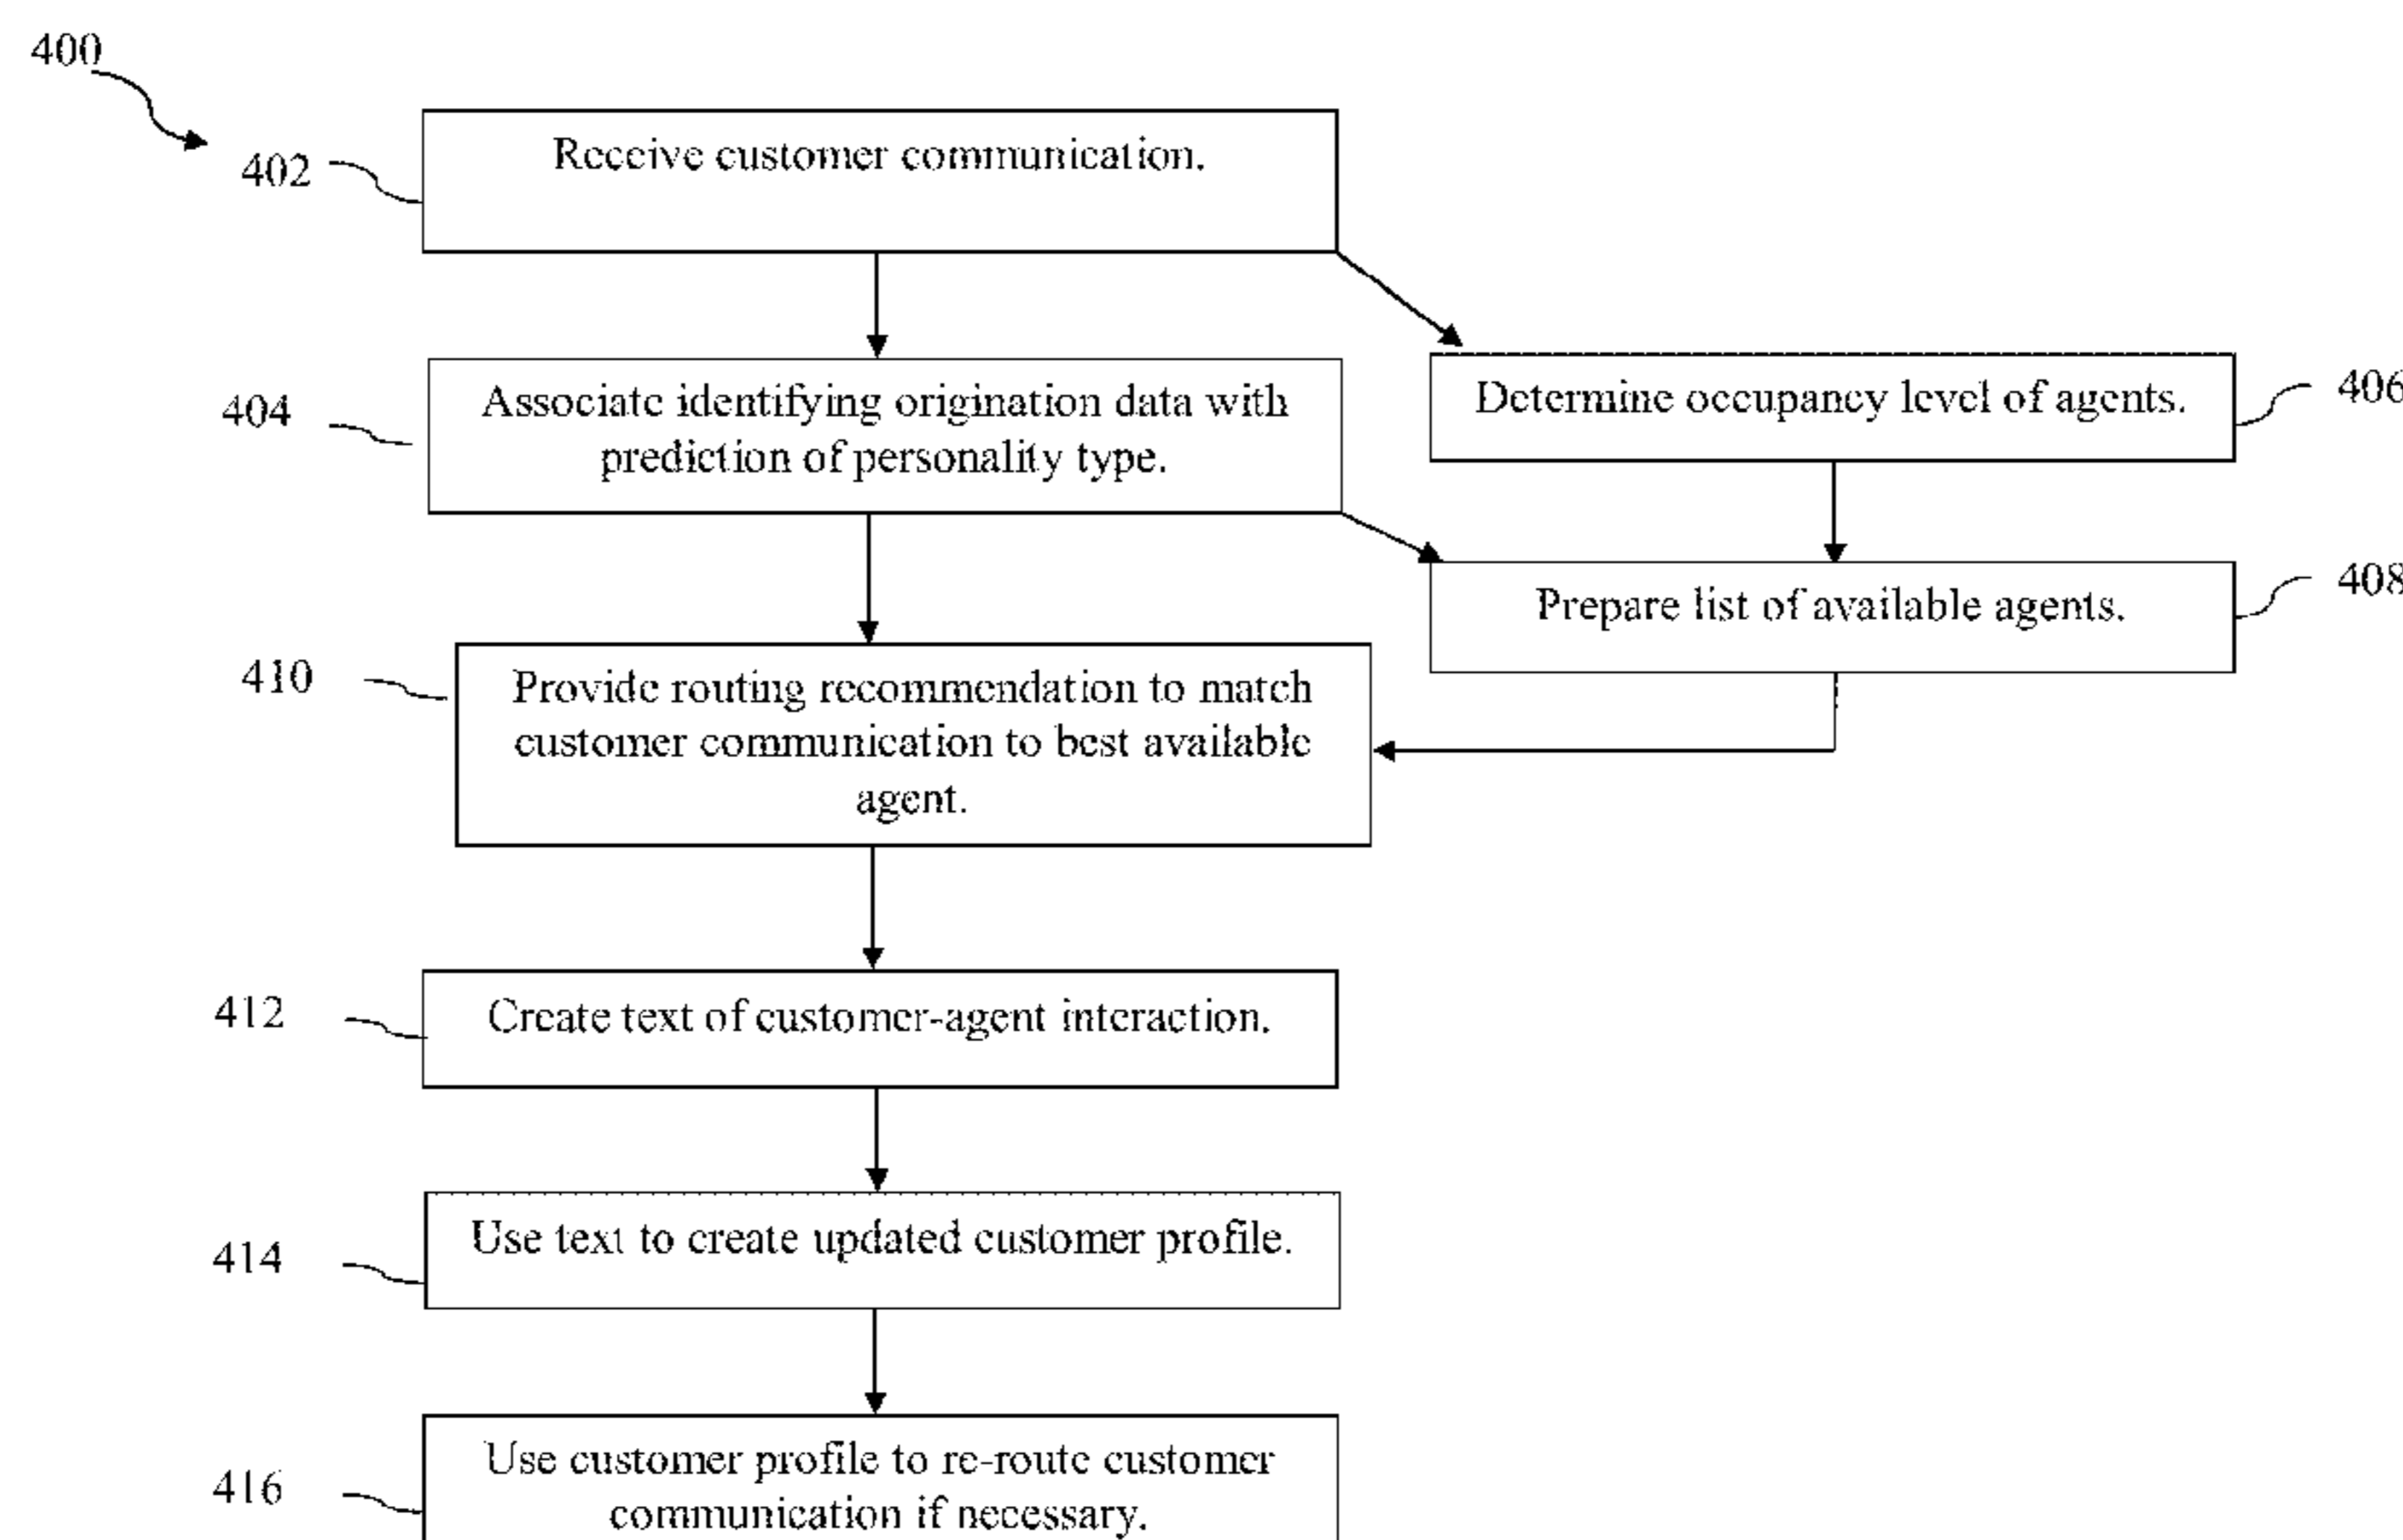 400
402
Receive customer communication.
404
Associate identifying origination data with
prediction of personality type.
Determine occupancy level of agents.
406
Prepare list of available agents.
408
410
Provide routing recommendation to match
customer communication to best available
agent.
412
Create text of customer-agent interaction.
414
Use text to create updated customer profile.
416
Use customer profile to re-route customer
communication if necessary.